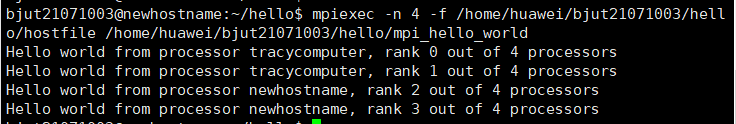 bjut21071003@newhostname:~/hello$ mpiexec -n 4 -f /home/huawei/bjut21071003/hell
o/hostfile /home/huawei/bjut21071003/hello/mpi_hello_world
Hello world from processor tracycomputer, rank 0 out of 4 processors
Hello world from processor tracycomputer, rank 1 out of 4 processors
Hello world from processor newhostname, rank 2 out of 4 processors
Hello world from processor newhostname, rank 3 out of 4 processors